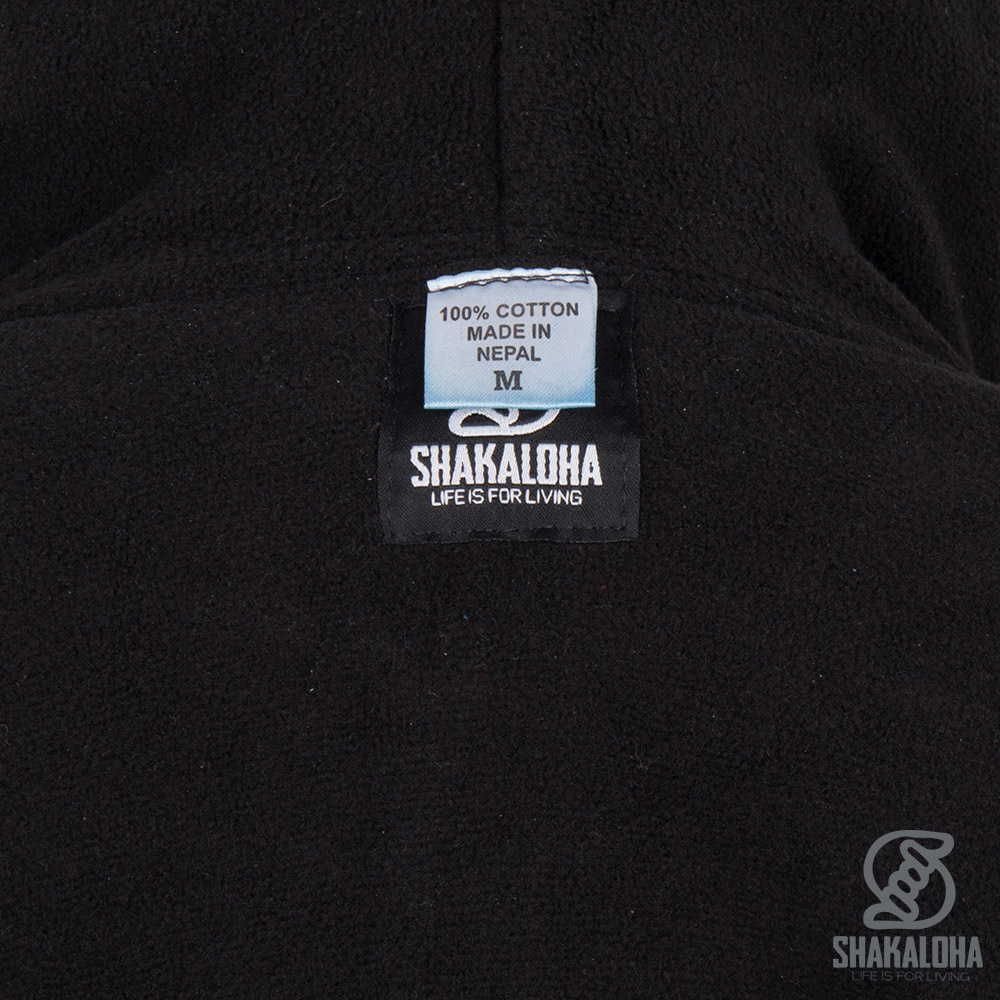 100% COTTON
MADE IN
NEPAL
M
SHAKALOHA
LIFE IS FOR LIVING
SHAKALOHA
LIFE IS FOR LIVING